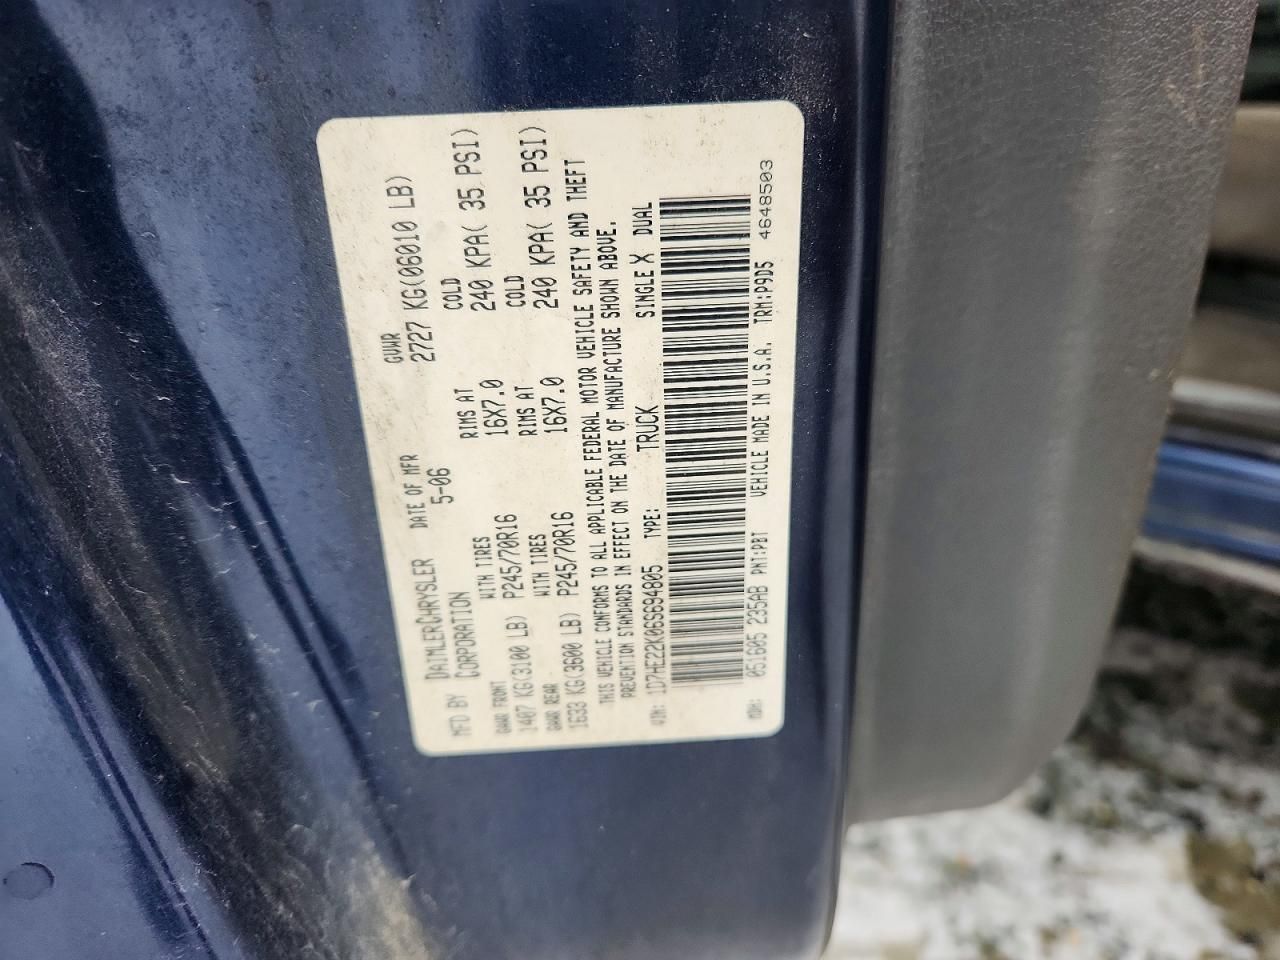 MFD BY DAIMLERCHRYSLER CORPORATION DATE OF MFR 5-06 GVWR 2727 KG(06010 LB)
GAWR FRONT WITH TIRES RIMS AT COLD
1407 KG(3100 LB) P245/70R16 16X7.0 240 KPA( 35 PSI)
GAWR REAR WITH TIRES RIMS AT COLD
1633 KG(3600 LB) P245/70R16 16X7.0 240 KPA( 35 PSI)
THIS VEHICLE CONFORMS TO ALL APPLICABLE FEDERAL MOTOR VEHICLE SAFETY AND THEFT
PREVENTION STANDARDS IN EFFECT ON THE DATE OF MANUFACTURE SHOWN ABOVE.
VIN: 1D7HE22K06S694805 TYPE: TRUCK SINGLE X DUAL
MDH: 051605 235AB PNT:PBT VEHICLE MADE IN U.S.A. TRM:P9D5 4648503